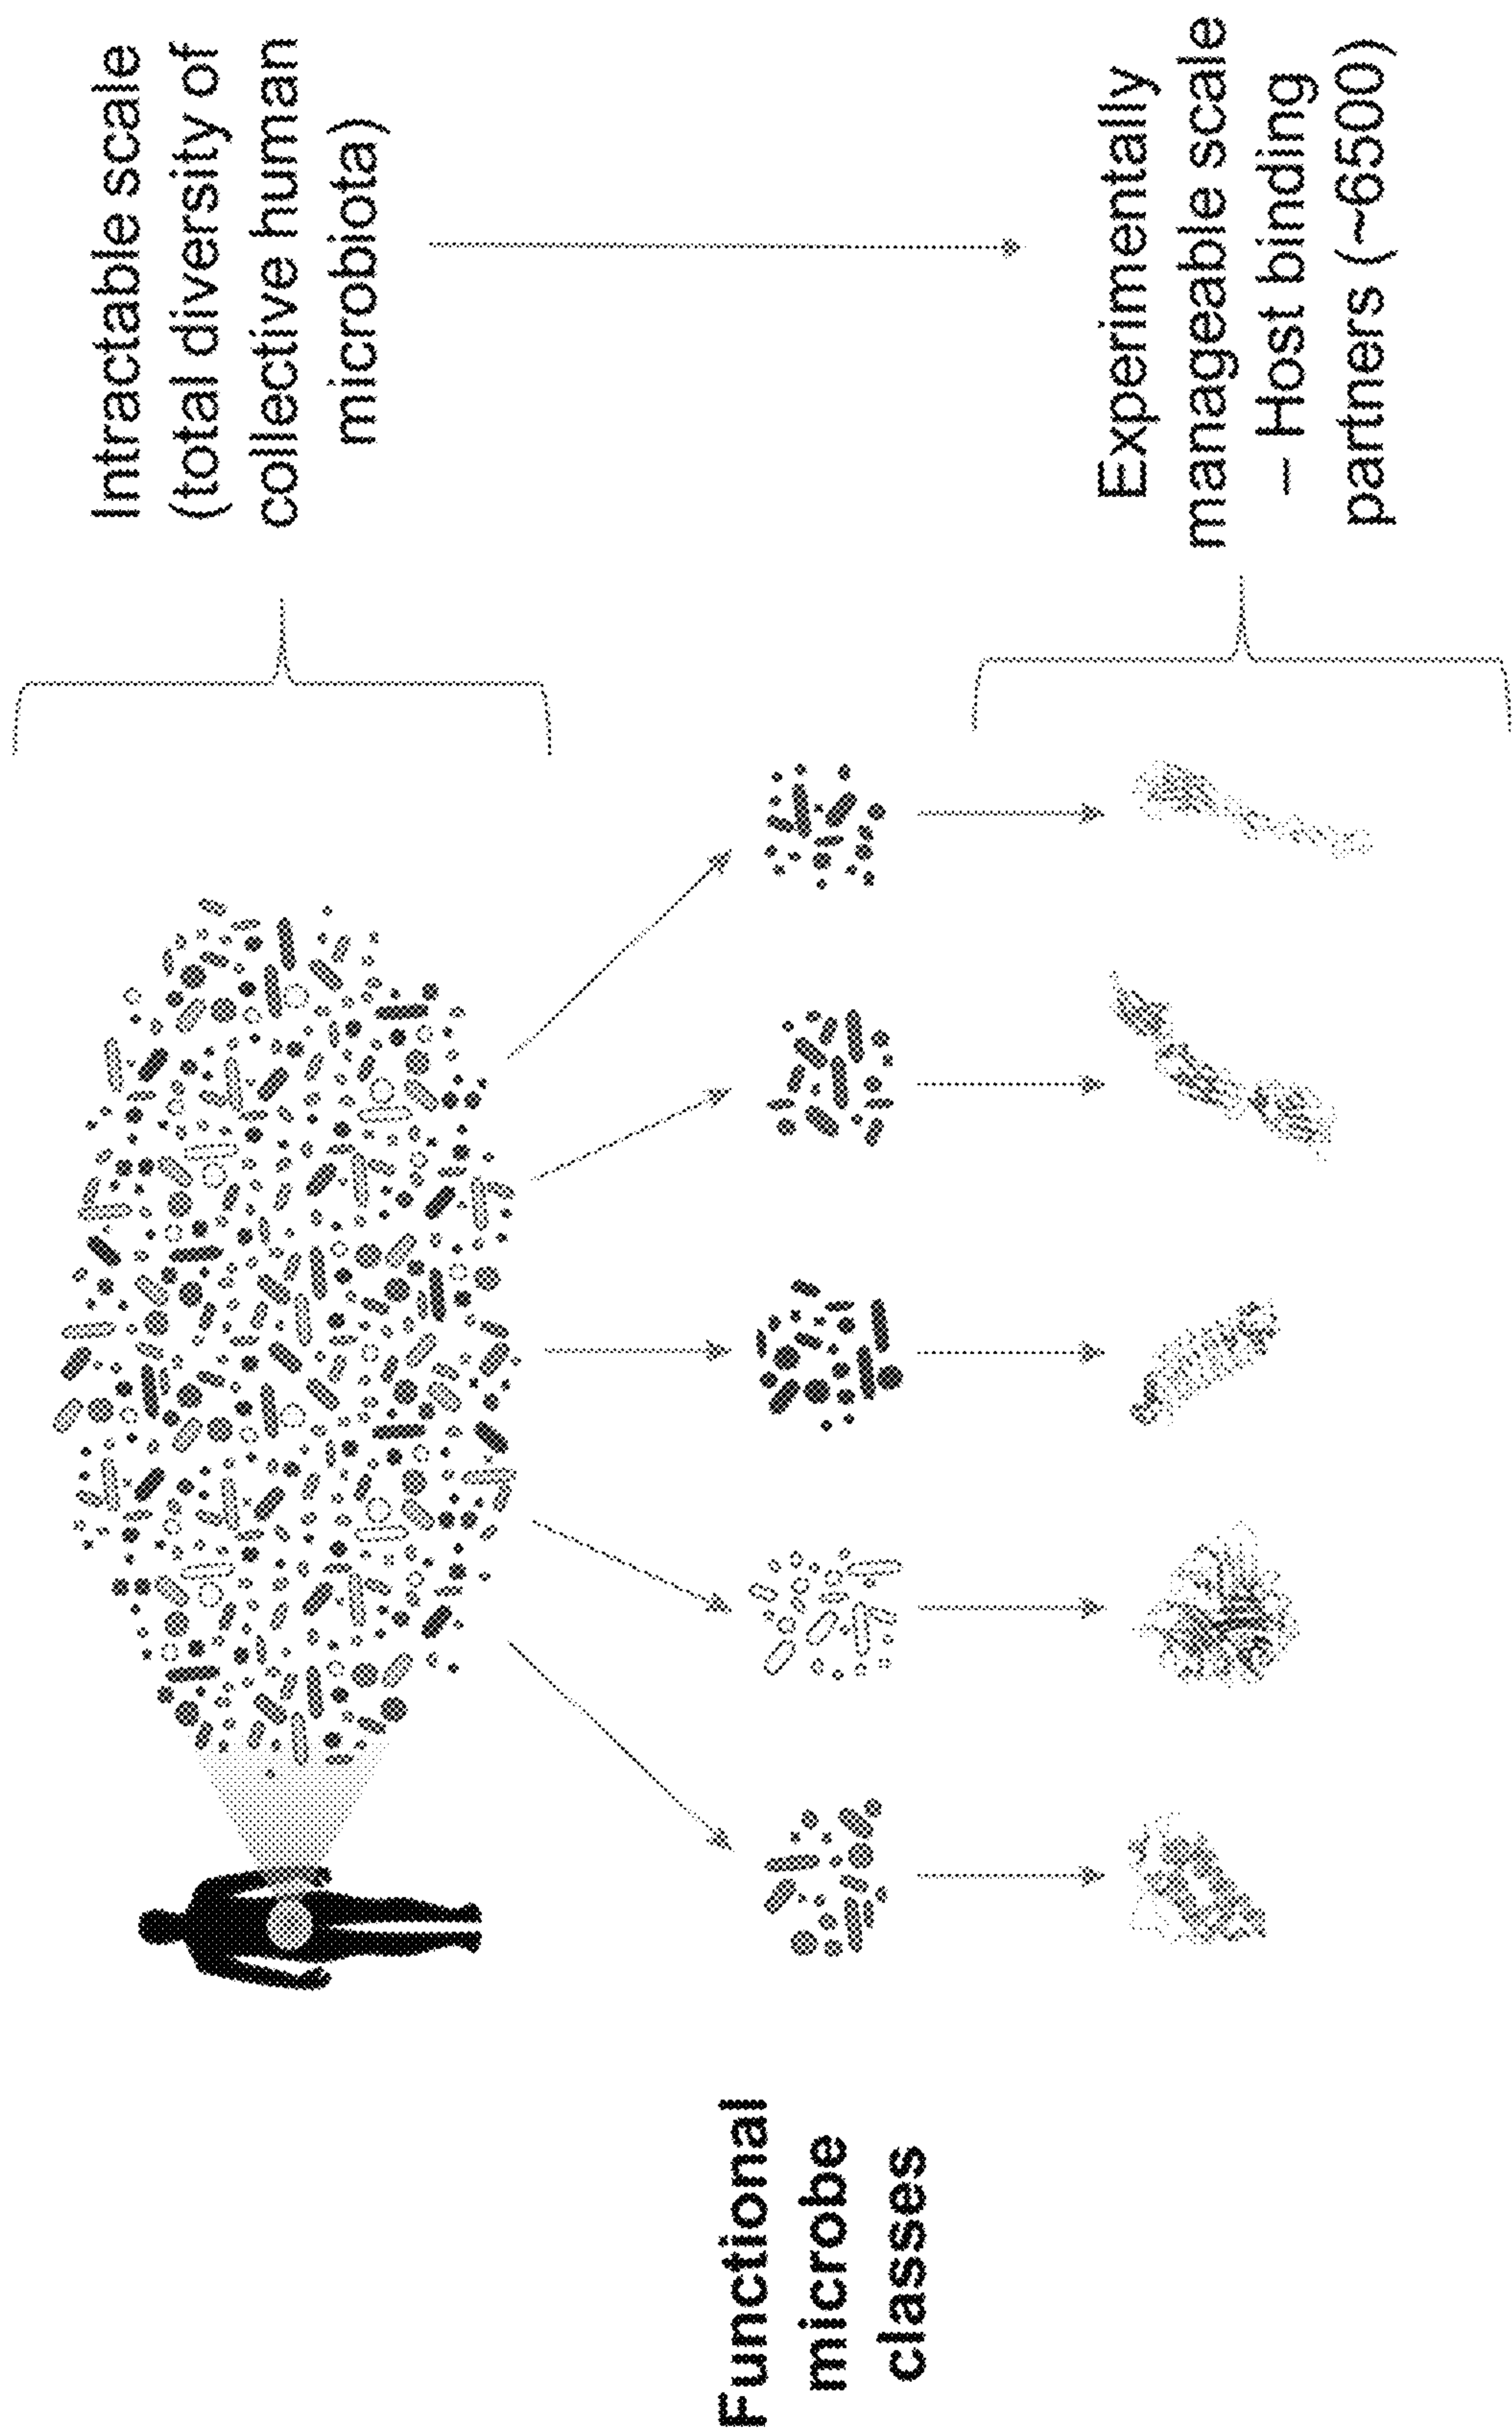 Intractable scale
(total diversity of
collective human
microbiota)
Functional
microbe
classes
Experimentally
manageable scale
– Host binding
partners (~6500)